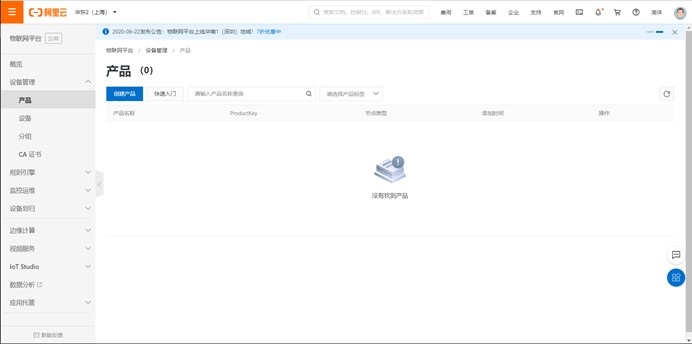 阿里云
华东2（上海）
搜索文档、控制台、API、解决方案和资源
费用 工单 备案 企业 支持 官网
简体
物联网平台 公共
2020-06-22发布公告：物联网平台上线华南1（深圳）地域！7折优惠中
概览
设备管理
产品
设备
分组
CA 证书
规则引擎
监控运维
设备划归
边缘计算
视频服务
IoT Studio
数据分析
应用托管
新版反馈
物联网平台 / 设备管理 / 产品
产品 （0）
创建产品 快速入门 请输入产品名称查询 请选择产品标签
产品名称 ProductKey 节点类型 添加时间 操作
没有找到产品